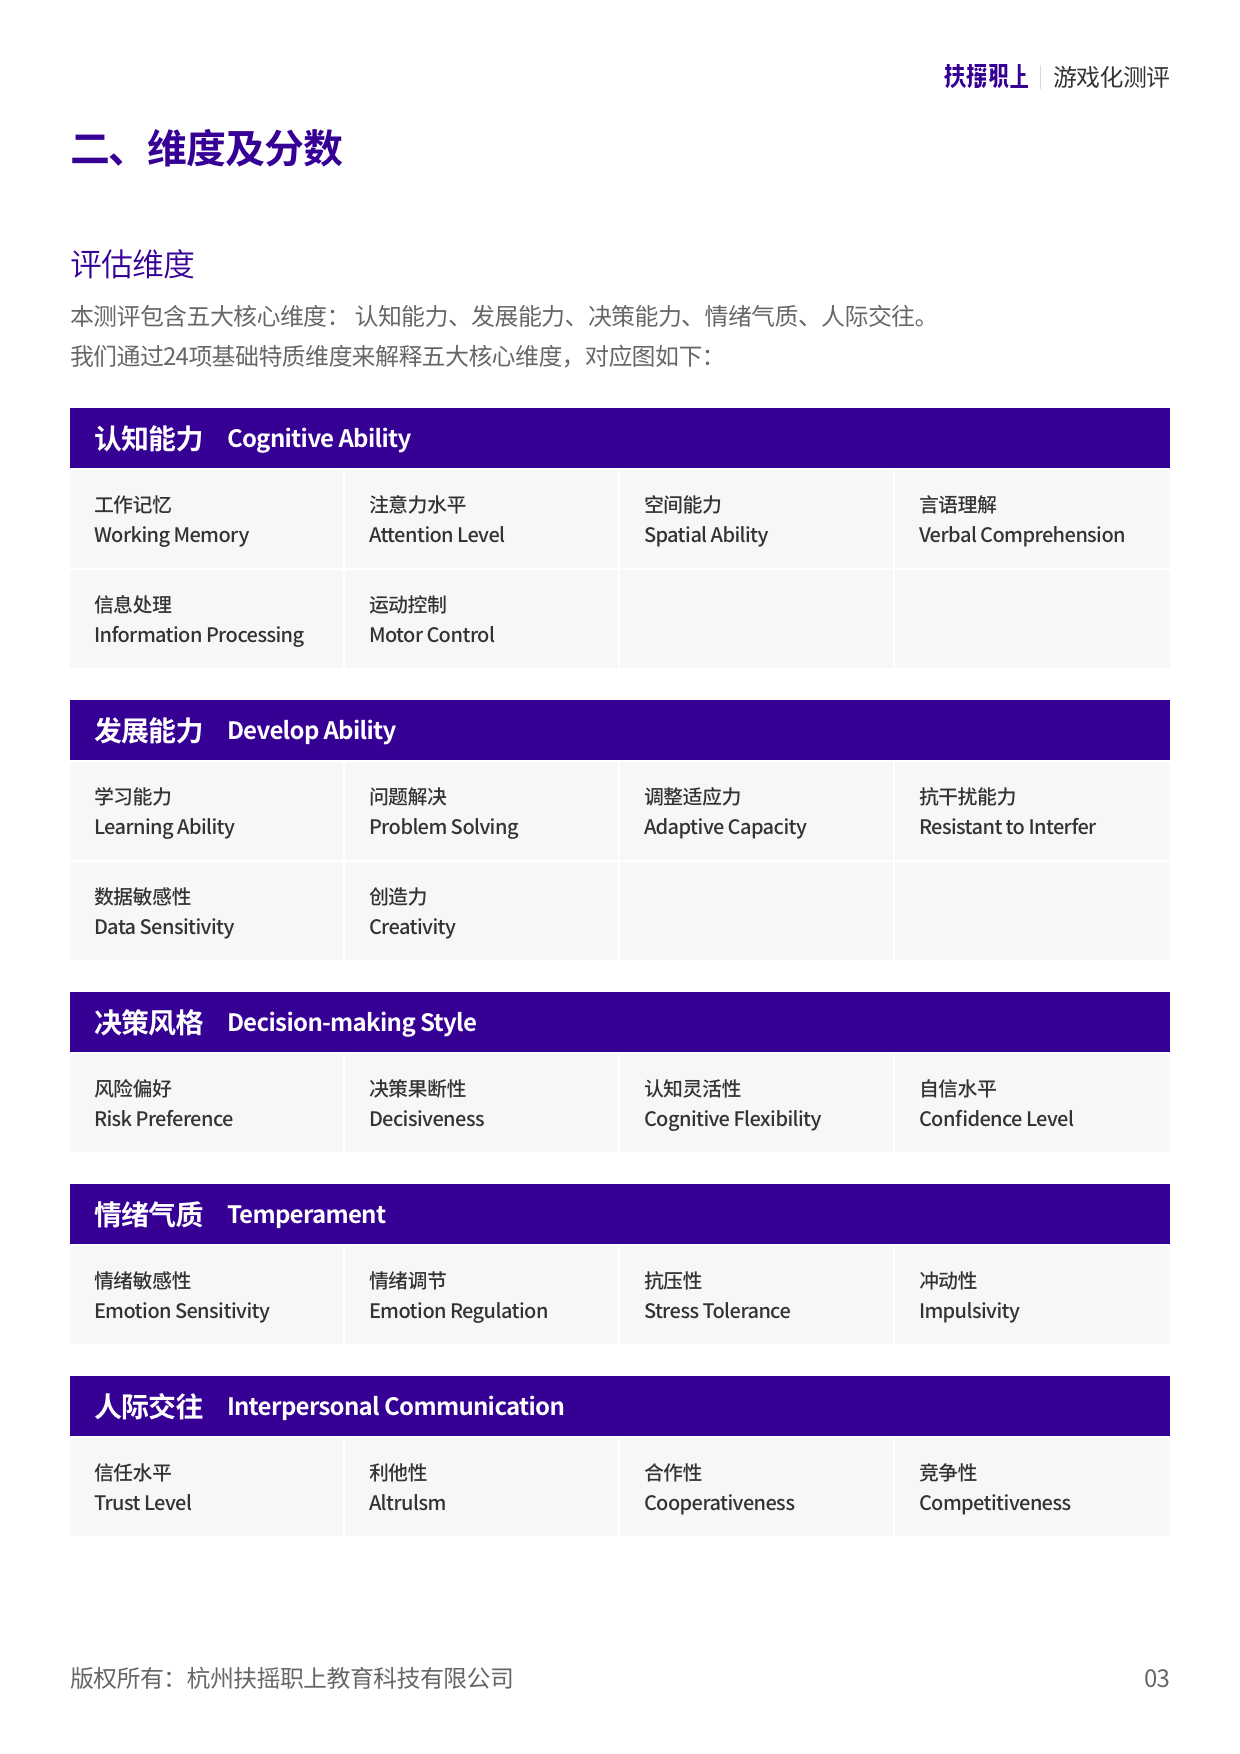 扶摇职上 游戏化测评
二、维度及分数
评估维度
本测评包含五大核心维度： 认知能力、发展能力、决策能力、情绪气质、人际交往。
我们通过24项基础特质维度来解释五大核心维度，对应图如下：
认知能力 Cognitive Ability
工作记忆 注意力水平 空间能力 言语理解
Working Memory Attention Level Spatial Ability Verbal Comprehension
信息处理 运动控制
Information Processing Motor Control
发展能力 Develop Ability
学习能力 问题解决 调整适应力 抗干扰能力
Learning Ability Problem Solving Adaptive Capacity Resistant to Interfer
数据敏感性 创造力
Data Sensitivity Creativity
决策风格 Decision-making Style
风险偏好 决策果断性 认知灵活性 自信水平
Risk Preference Decisiveness Cognitive Flexibility Confidence Level
情绪气质 Temperament
情绪敏感性 情绪调节 抗压性 冲动性
Emotion Sensitivity Emotion Regulation Stress Tolerance Impulsivity
人际交往 Interpersonal Communication
信任水平 利他性 合作性 竞争性
Trust Level Altrulsm Cooperativeness Competitiveness
版权所有：杭州扶摇职上教育科技有限公司 03